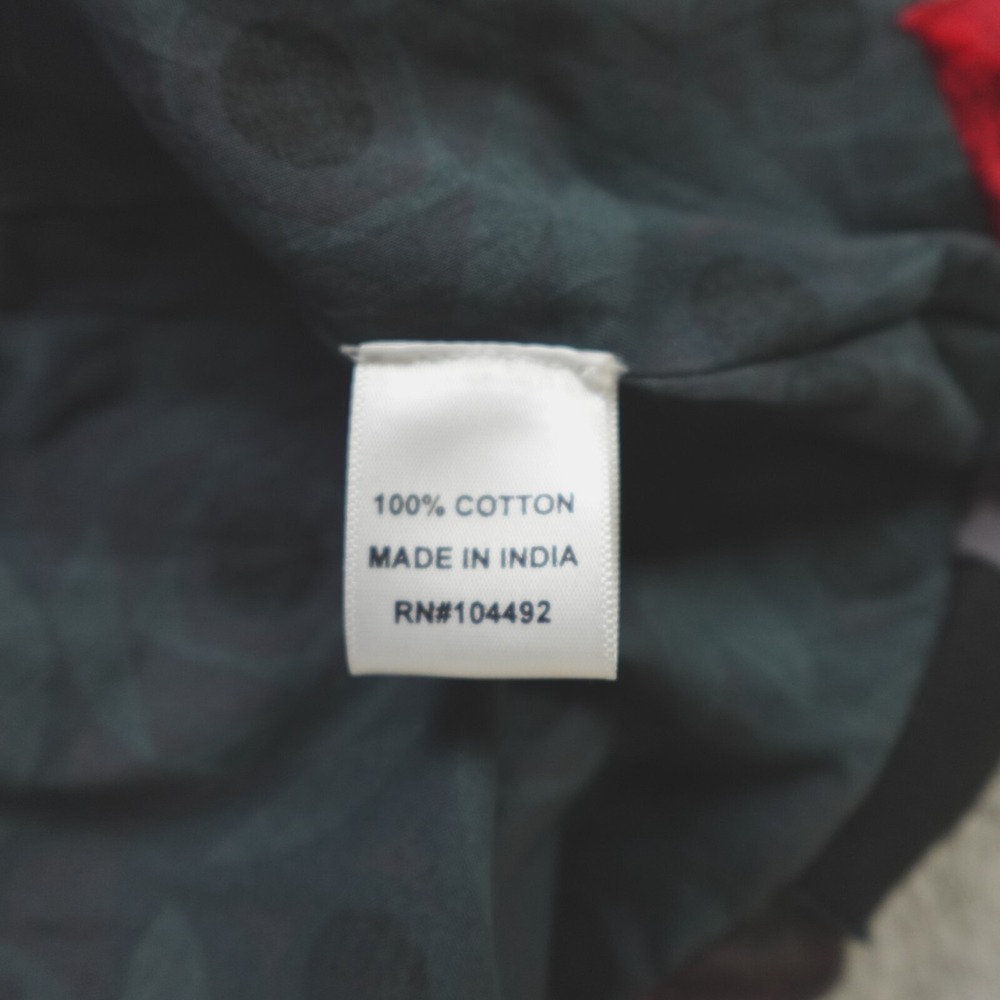 100% COTTON
MADE IN INDIA
RN#104492